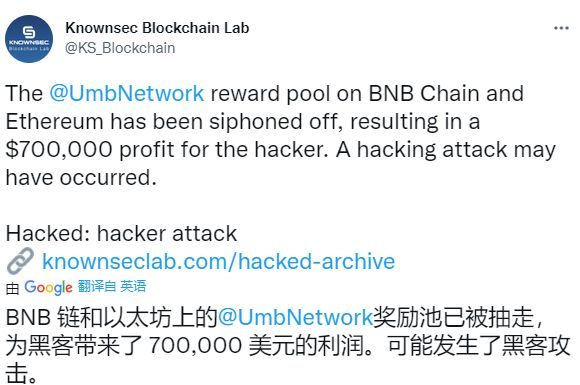 KNOWNSEC
Blockchain Lab
Knownsec Blockchain Lab
@KS_Blockchain
The @UmbNetwork reward pool on BNB Chain and
Ethereum has been siphoned off, resulting in a
$700,000 profit for the hacker. A hacking attack may
have occurred.
Hacked: hacker attack
🔗 knownseclab.com/hacked-archive
由 Google 翻译自 英语
BNB 链和以太坊上的@UmbNetwork奖励池已被抽走，
为黑客带来了 700,000 美元的利润。可能发生了黑客攻
击。